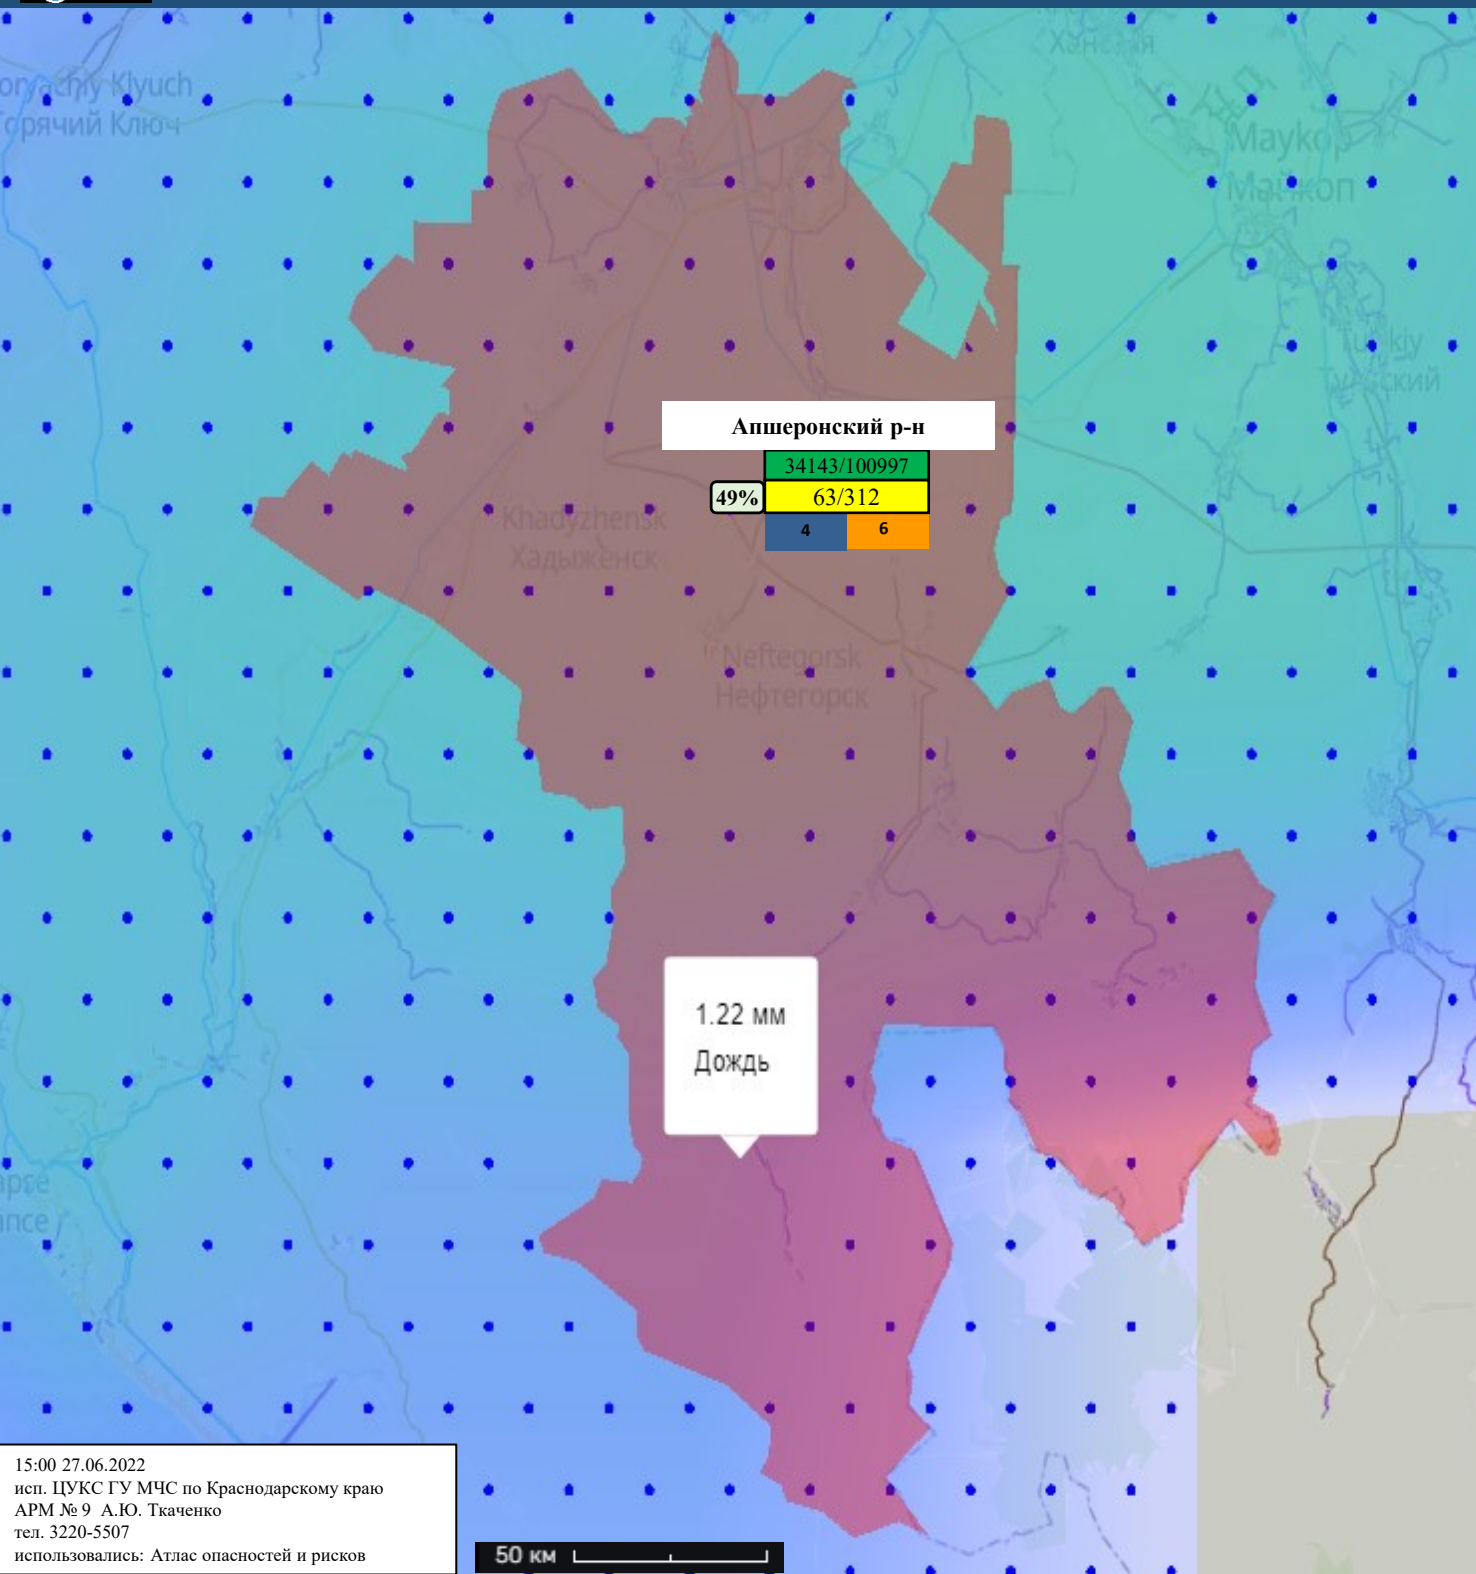 Ханская
Goryachiy Klyuch
Горячий Ключ
Maykop
Майкоп
Tulskiy
Тульский
Апшеронский р-н
34143/100997
49% 63/312
4 6
Khadyzhensk
Хадыженск
Neftegorsk
Нефтегорск
1.22 мм
Дождь
15:00 27.06.2022
исп. ЦУКС ГУ МЧС по Краснодарскому краю
АРМ № 9 А.Ю. Ткаченко
тел. 3220-5507
использовались: Атлас опасностей и рисков
50 км